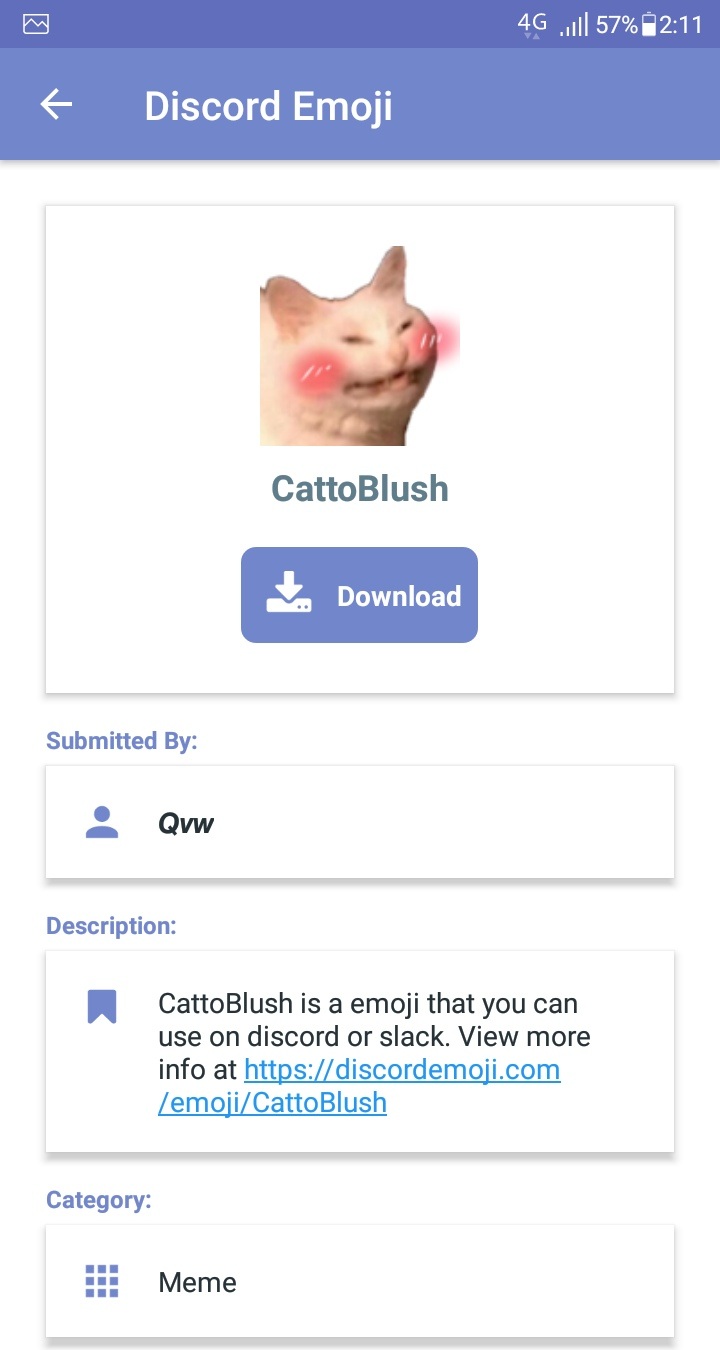 4G 57% 2:11
Discord Emoji
CattoBlush
Download
Submitted By:
Qvw
Description:
CattoBlush is a emoji that you can
use on discord or slack. View more
info at https://discordemoji.com
/emoji/CattoBlush
Category:
Meme